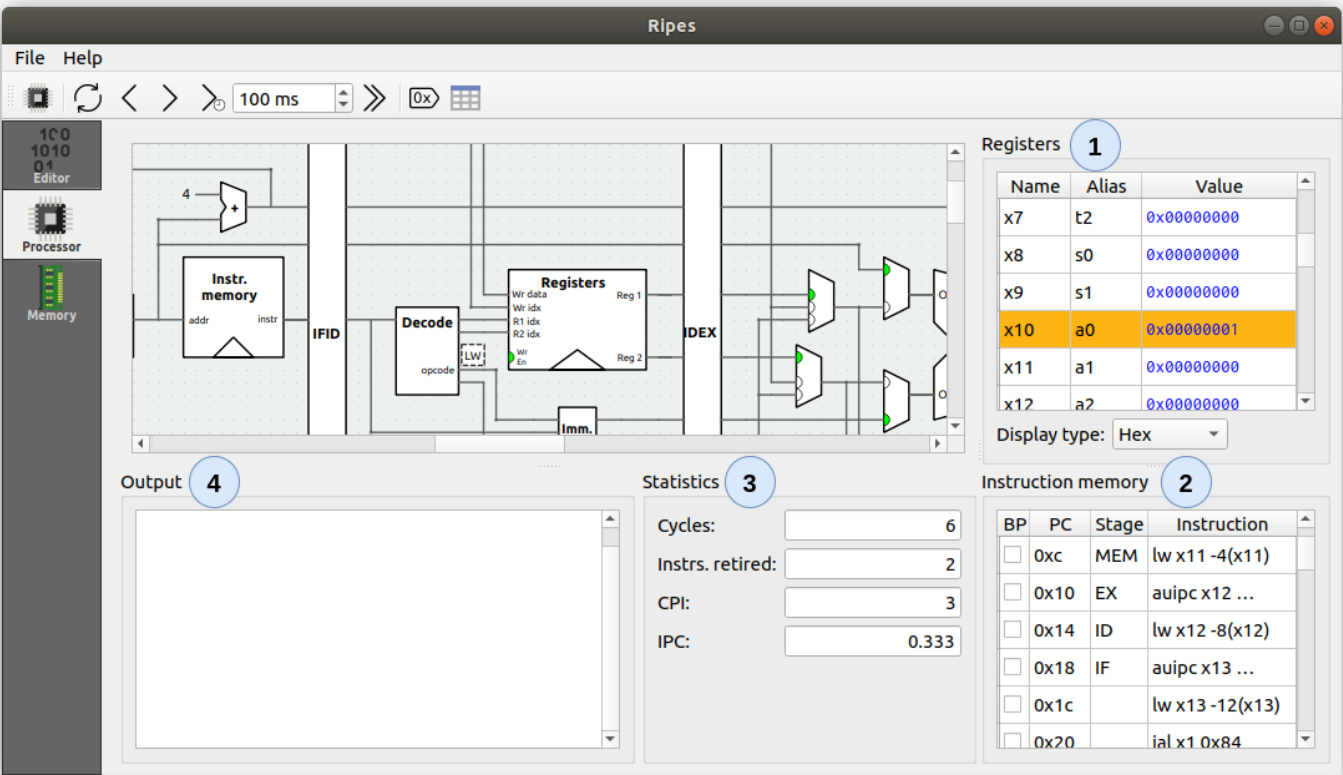 Ripes
File Help
100 ms
0x
1C0
1010
01
Editor
Processor
Memory
4
+
Instr.
memory
addr
instr
IFID
Decode
opcode
LW
Registers
Wr data
Wr idx
R1 idx
R2 idx
Wr
En
Reg 1
Reg 2
Imm.
IDEX
Registers 1
Name Alias Value
x7 t2 0x00000000
x8 s0 0x00000000
x9 s1 0x00000000
x10 a0 0x00000001
x11 a1 0x00000000
x12 a2 0x00000000
Display type: Hex
Output 4
Statistics 3
Cycles: 6
Instrs. retired: 2
CPI: 3
IPC: 0.333
Instruction memory 2
BP PC Stage Instruction
0xc MEM lw x11 -4(x11)
0x10 EX auipc x12 ...
0x14 ID lw x12 -8(x12)
0x18 IF auipc x13 ...
0x1c lw x13 -12(x13)
0x20 jal x1 0x84